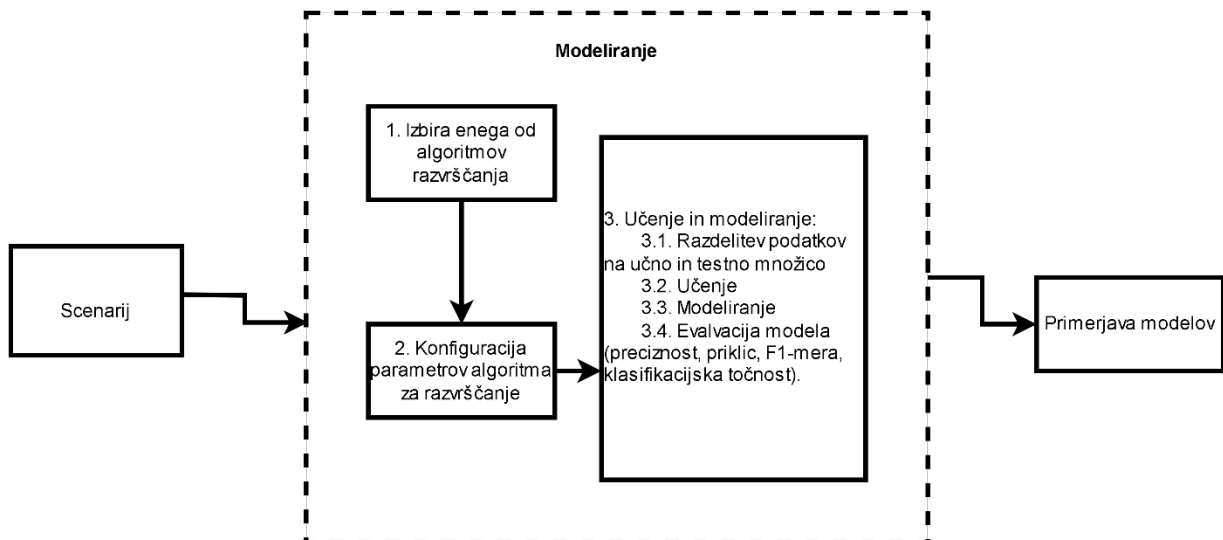 Modeliranje
Scenarij
1. Izbira enega od
algoritmov
razvrščanja
2. Konfiguracija
parametrov algoritma
za razvrščanje
3. Učenje in modeliranje:
3.1. Razdelitev podatkov
na učno in testno množico
3.2. Učenje
3.3. Modeliranje
3.4. Evalvacija modela
(preciznost, priklic, F1-mera,
klasifikacijska točnost).
Primerjava modelov